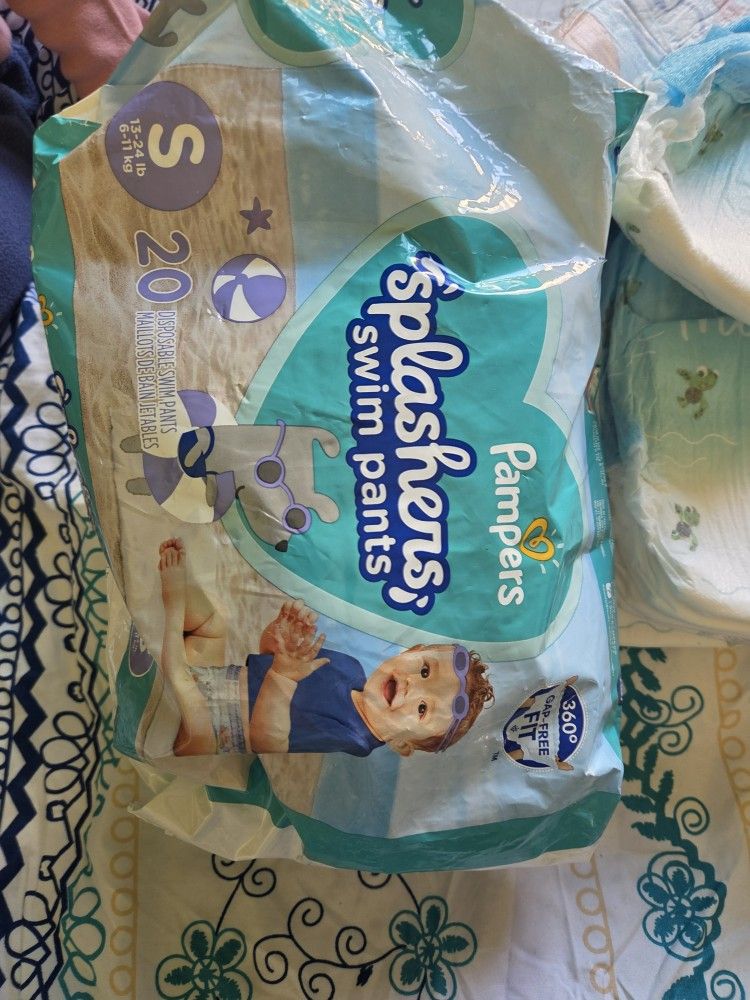 Pampers
splashers
swim pants
S
13-24 lb
6-11 kg
20
DISPOSABLE SWIM PANTS
MAILLOTS DE BAIN JETABLES
360°
GAP-FREE
FIT
TM